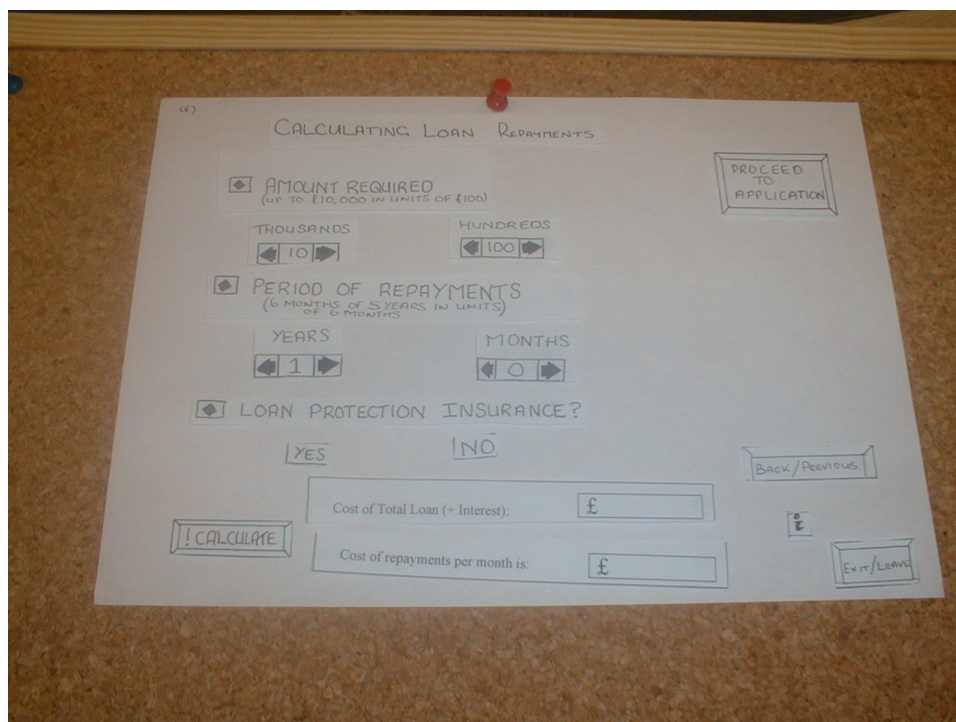 (6)
CALCULATING LOAN REPAYMENTS
PROCEED
TO
APPLICATION
AMOUNT REQUIRED
(UP TO £10,000 IN UNITS OF £100)
THOUSANDS HUNDREDS
10 100
PERIOD OF REPAYMENTS
(6 MONTHS OF 5 YEARS IN UNITS)
OF 6 MONTHS
YEARS MONTHS
1 0
LOAN PROTECTION INSURANCE?
YES NO
BACK/PREVIOUS
Cost of Total Loan (+ Interest): £
i
! CALCULATE
Cost of repayments per month is: £
EXIT/LEAVE